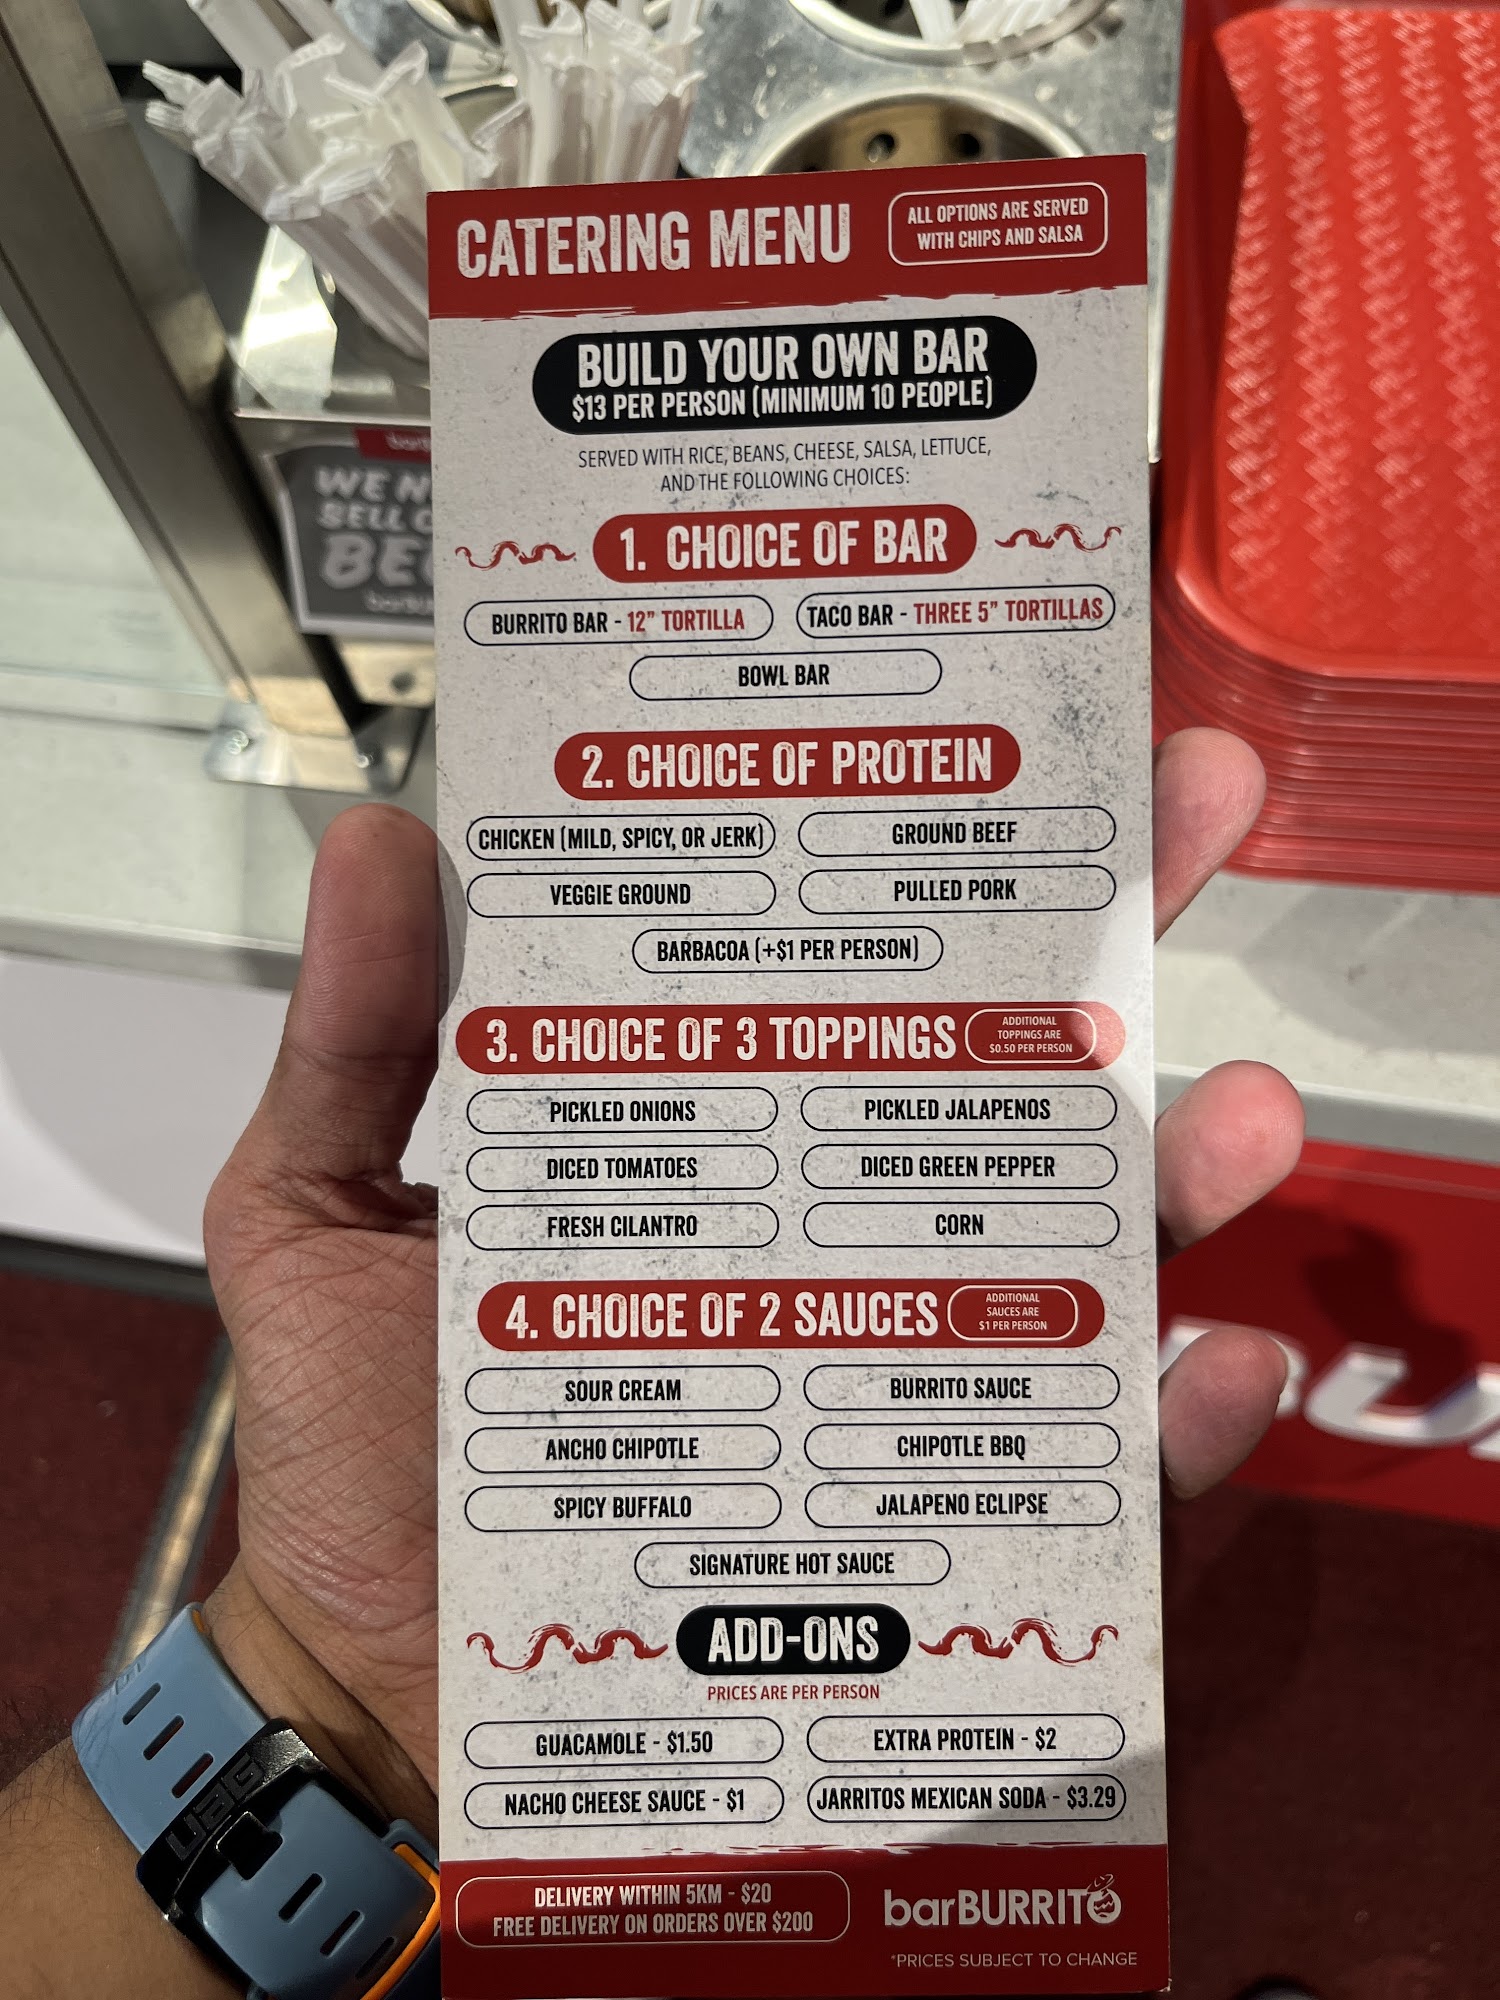 CATERING MENU
ALL OPTIONS ARE SERVED
WITH CHIPS AND SALSA
BUILD YOUR OWN BAR
$13 PER PERSON (MINIMUM 10 PEOPLE)
SERVED WITH RICE, BEANS, CHEESE, SALSA, LETTUCE,
AND THE FOLLOWING CHOICES:
1. CHOICE OF BAR
BURRITO BAR - 12" TORTILLA
TACO BAR - THREE 5" TORTILLAS
BOWL BAR
2. CHOICE OF PROTEIN
CHICKEN (MILD, SPICY, OR JERK)
GROUND BEEF
VEGGIE GROUND
PULLED PORK
BARBACOA (+$1 PER PERSON)
3. CHOICE OF 3 TOPPINGS
ADDITIONAL
TOPPINGS ARE
$0.50 PER PERSON
PICKLED ONIONS
PICKLED JALAPENOS
DICED TOMATOES
DICED GREEN PEPPER
FRESH CILANTRO
CORN
4. CHOICE OF 2 SAUCES
ADDITIONAL
SAUCES ARE
$1 PER PERSON
SOUR CREAM
BURRITO SAUCE
ANCHO CHIPOTLE
CHIPOTLE BBQ
SPICY BUFFALO
JALAPENO ECLIPSE
SIGNATURE HOT SAUCE
ADD-ONS
PRICES ARE PER PERSON
GUACAMOLE - $1.50
EXTRA PROTEIN - $2
NACHO CHEESE SAUCE - $1
JARRITOS MEXICAN SODA - $3.29
DELIVERY WITHIN 5KM - $20
FREE DELIVERY ON ORDERS OVER $200
barBURRITO
*PRICES SUBJECT TO CHANGE
WE
SELL
UAG